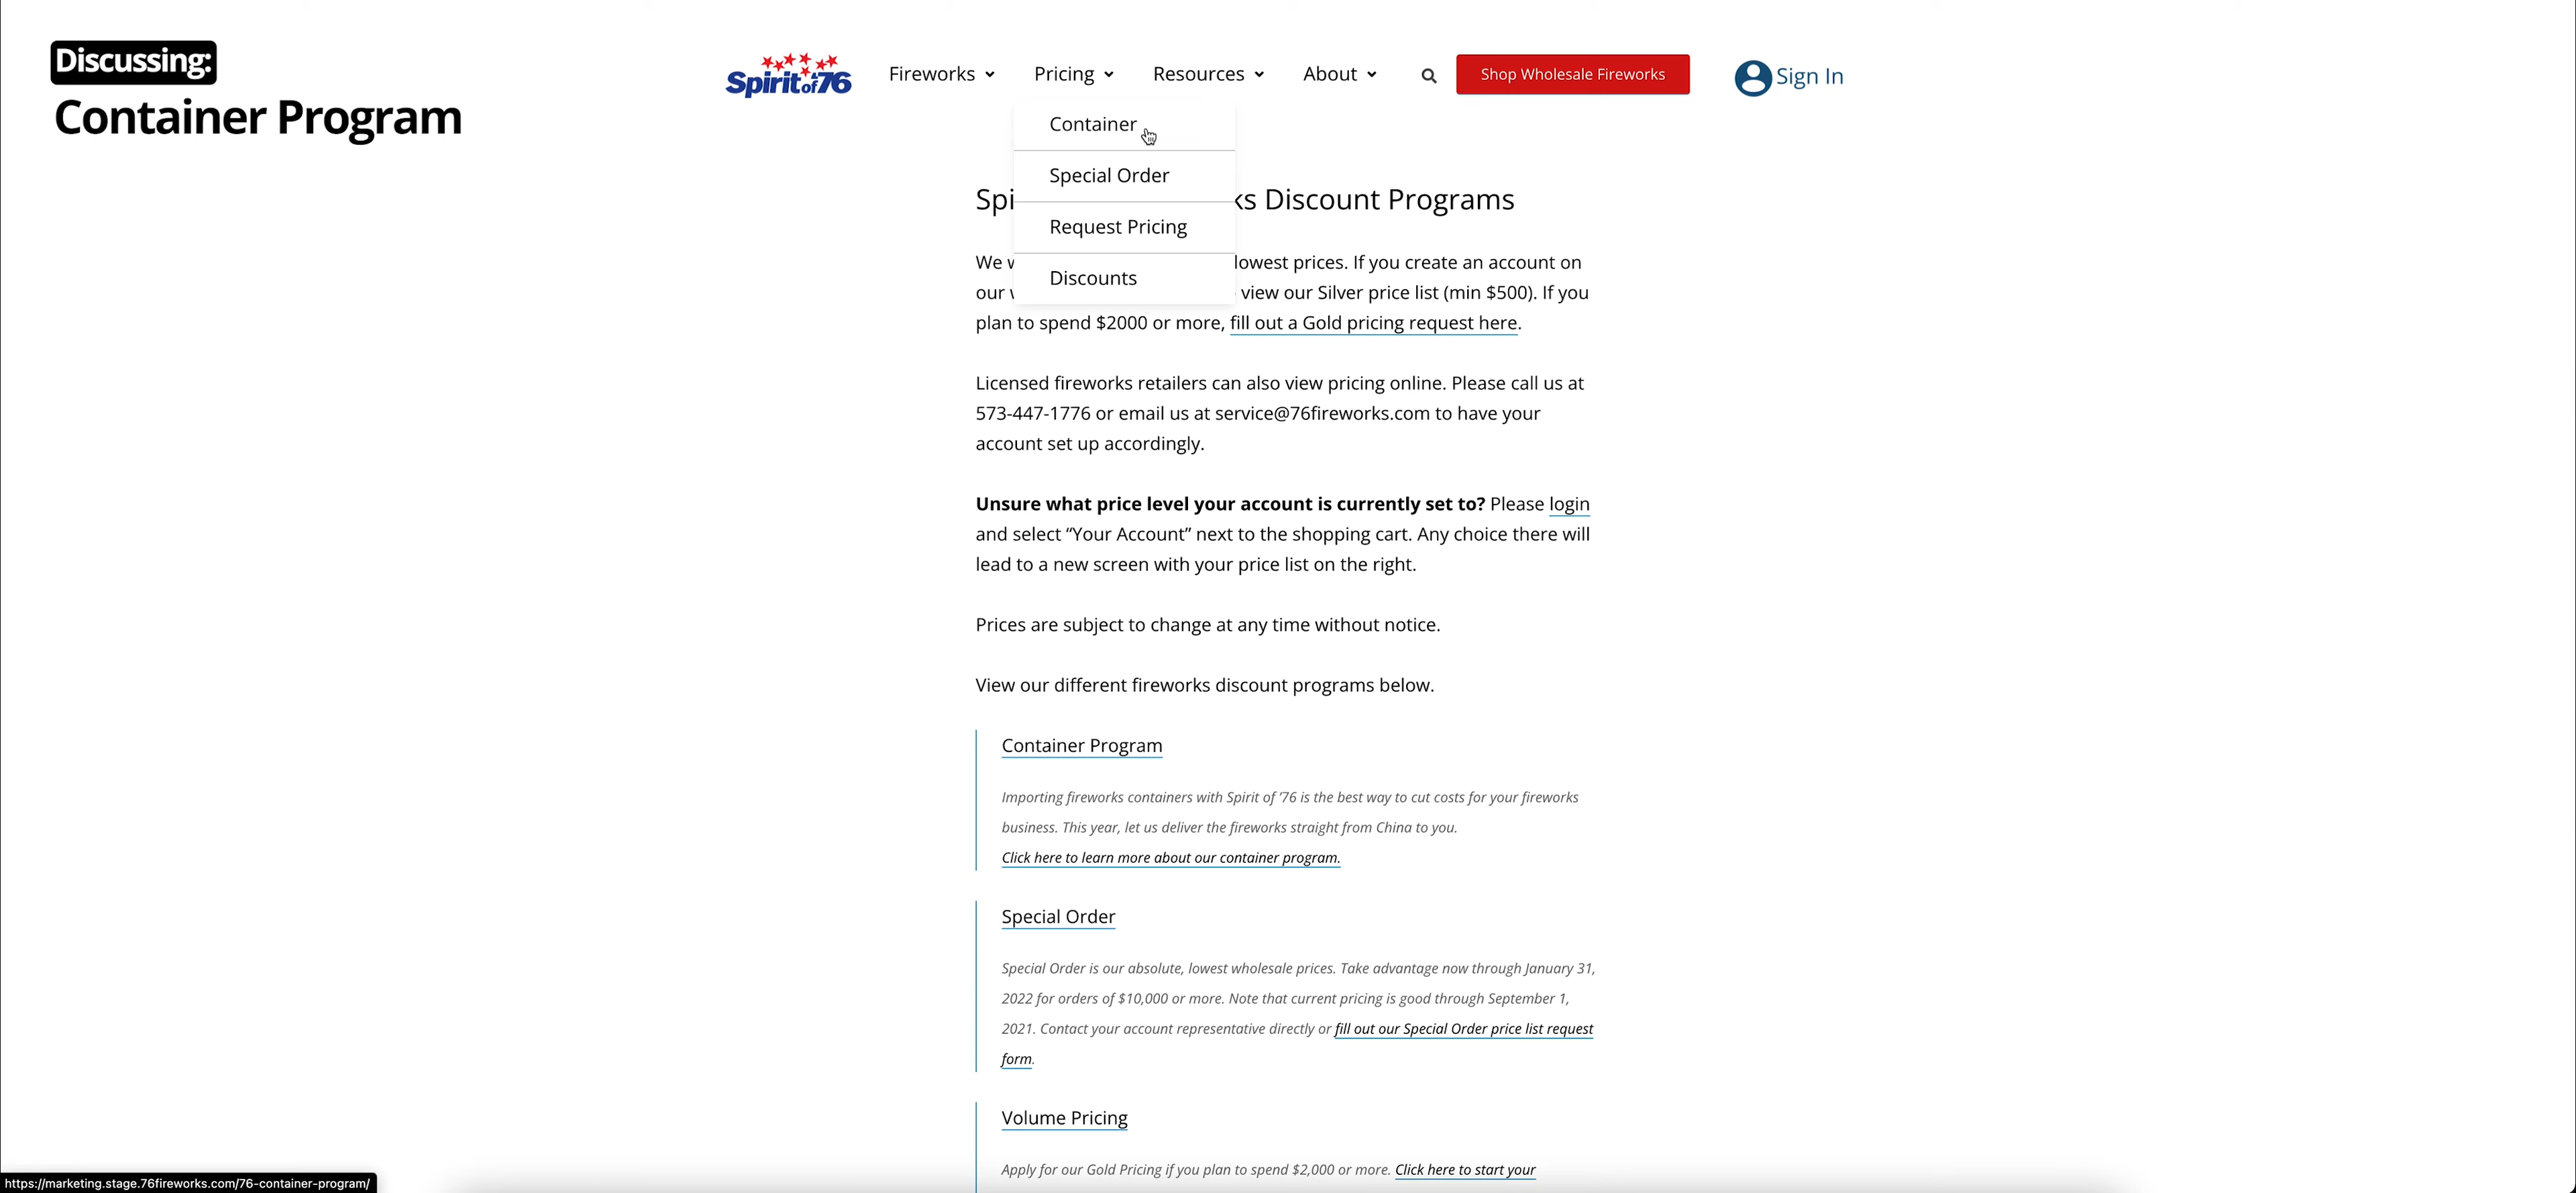 Discussing:
Container Program
Spirit of '76
Fireworks
Pricing
Resources
About
Shop Wholesale Fireworks
Sign In
Container
Special Order
Request Pricing
Discounts
Spi ks Discount Programs
We w lowest prices. If you create an account on
our view our Silver price list (min $500). If you
plan to spend $2000 or more, fill out a Gold pricing request here.
Licensed fireworks retailers can also view pricing online. Please call us at
573-447-1776 or email us at service@76fireworks.com to have your
account set up accordingly.
Unsure what price level your account is currently set to? Please login
and select “Your Account” next to the shopping cart. Any choice there will
lead to a new screen with your price list on the right.
Prices are subject to change at any time without notice.
View our different fireworks discount programs below.
Container Program
Importing fireworks containers with Spirit of ’76 is the best way to cut costs for your fireworks
business. This year, let us deliver the fireworks straight from China to you.
Click here to learn more about our container program.
Special Order
Special Order is our absolute, lowest wholesale prices. Take advantage now through January 31,
2022 for orders of $10,000 or more. Note that current pricing is good through September 1,
2021. Contact your account representative directly or fill out our Special Order price list request
form.
Volume Pricing
Apply for our Gold Pricing if you plan to spend $2,000 or more. Click here to start your
https://marketing.stage.76fireworks.com/76-container-program/